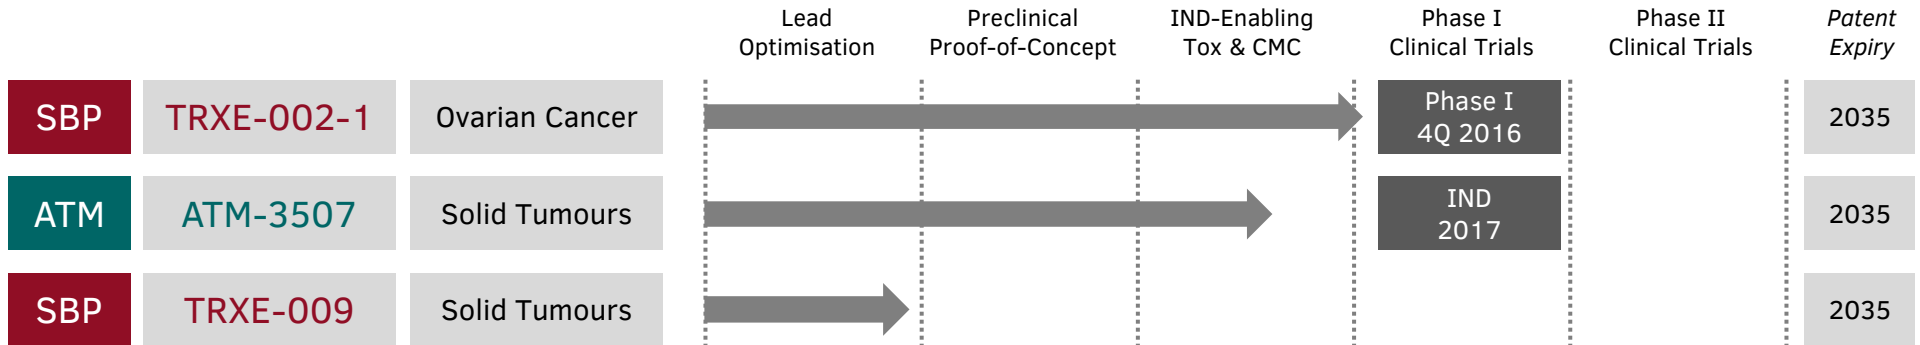 Lead
Optimisation
Preclinical
Proof-of-Concept
IND-Enabling
Tox & CMC
Phase I
Clinical Trials
Phase II
Clinical Trials
Patent
Expiry
SBP
TRXE-002-1
Ovarian Cancer
Phase I
4Q 2016
2035
ATM
ATM-3507
Solid Tumours
IND
2017
2035
SBP
TRXE-009
Solid Tumours
2035